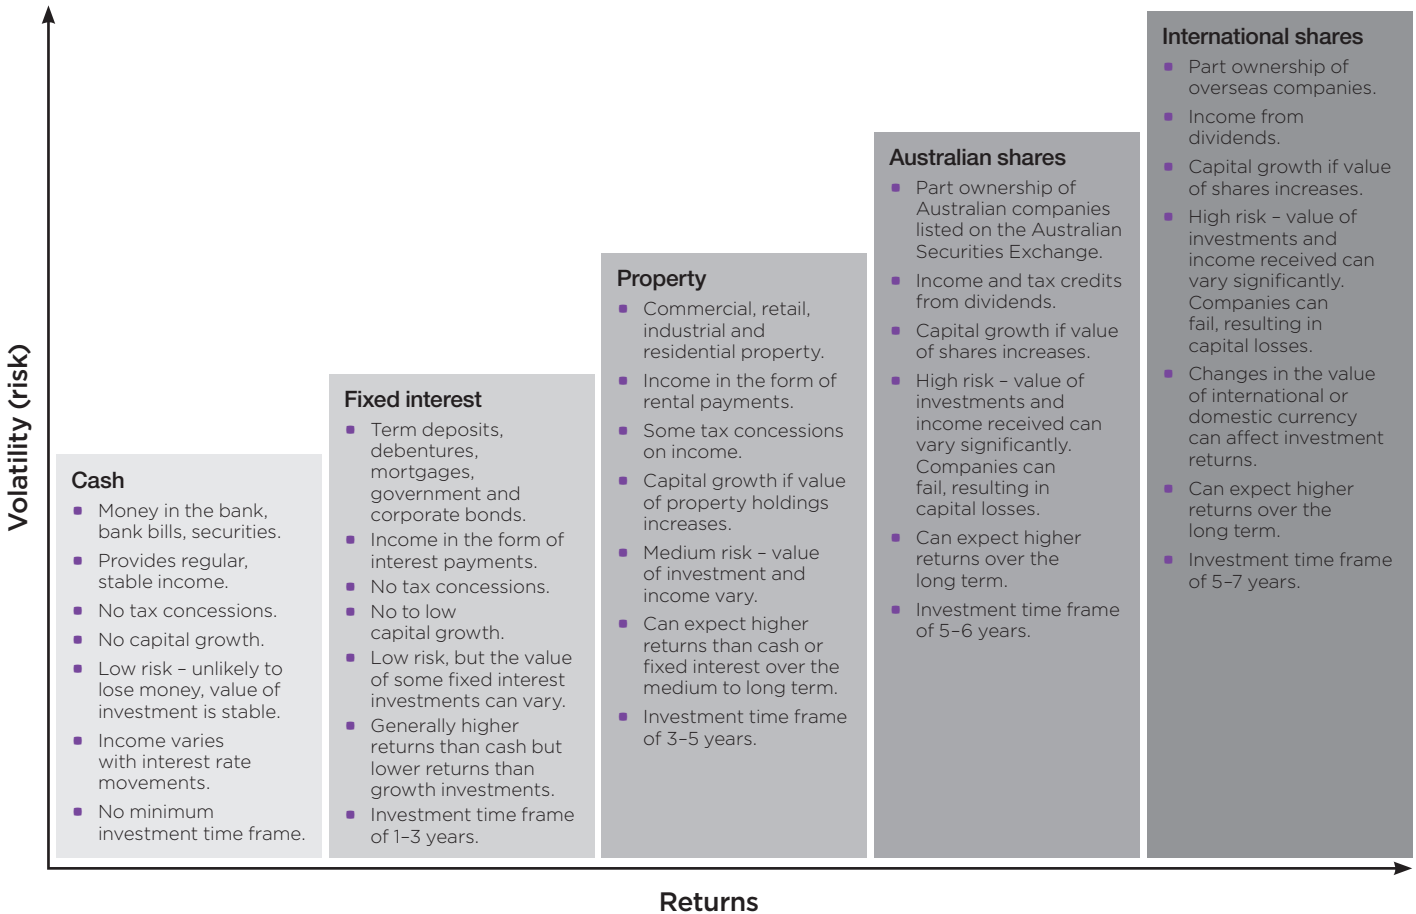 Volatility (risk)
Cash
Money in the bank,
bank bills, securities.
Provides regular,
stable income.
No tax concessions.
No capital growth.
Low risk – unlikely to
lose money, value of
investment is stable.
Income varies
with interest rate
movements.
No minimum
investment time frame.
Fixed interest
Term deposits,
debentures,
mortgages,
government and
corporate bonds.
Income in the form of
interest payments.
No tax concessions.
No to low
capital growth.
Low risk, but the value
of some fixed interest
investments can vary.
Generally higher
returns than cash but
lower returns than
growth investments.
Investment time frame
of 1–3 years.
Property
Commercial, retail,
industrial and
residential property.
Income in the form of
rental payments.
Some tax concessions
on income.
Capital growth if value
of property holdings
increases.
Medium risk – value
of investment and
income vary.
Can expect higher
returns than cash or
fixed interest over the
medium to long term.
Investment time frame
of 3–5 years.
Australian shares
Part ownership of
Australian companies
listed on the Australian
Securities Exchange.
Income and tax credits
from dividends.
Capital growth if value
of shares increases.
High risk – value of
investments and
income received can
vary significantly.
Companies can
fail, resulting in
capital losses.
Can expect higher
returns over the
long term.
Investment time frame
of 5–6 years.
International shares
Part ownership of
overseas companies.
Income from
dividends.
Capital growth if value
of shares increases.
High risk – value of
investments and
income received can
vary significantly.
Companies can
fail, resulting in
capital losses.
Changes in the value
of international or
domestic currency
can affect investment
returns.
Can expect higher
returns over the
long term.
Investment time frame
of 5–7 years.
Returns